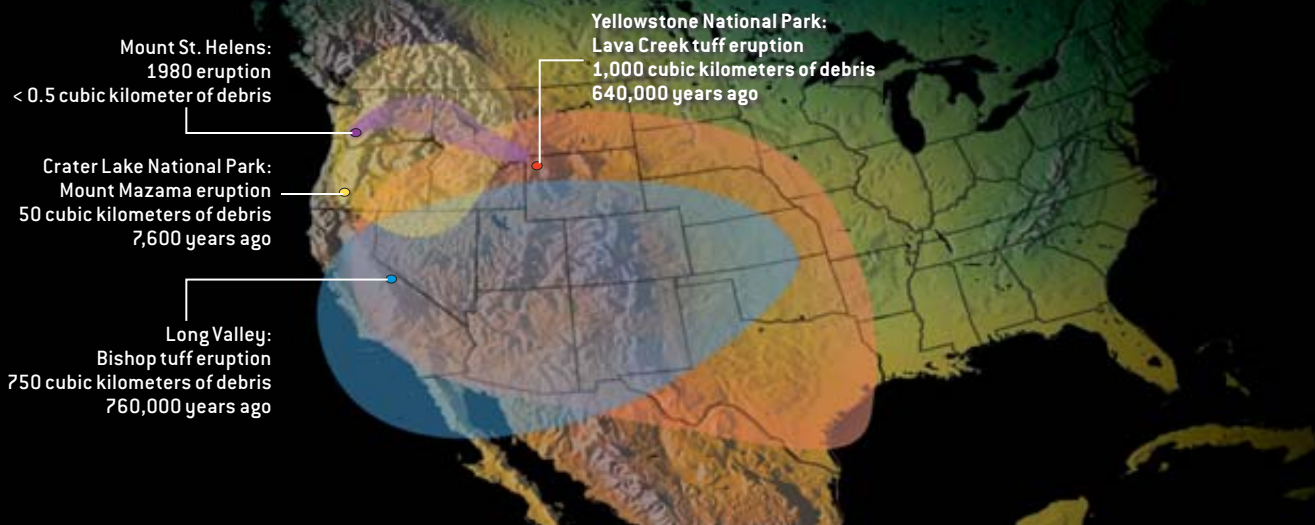 Mount St. Helens:
1980 eruption
< 0.5 cubic kilometer of debris
Yellowstone National Park:
Lava Creek tuff eruption
1,000 cubic kilometers of debris
640,000 years ago
Crater Lake National Park:
Mount Mazama eruption
50 cubic kilometers of debris
7,600 years ago
Long Valley:
Bishop tuff eruption
750 cubic kilometers of debris
760,000 years ago